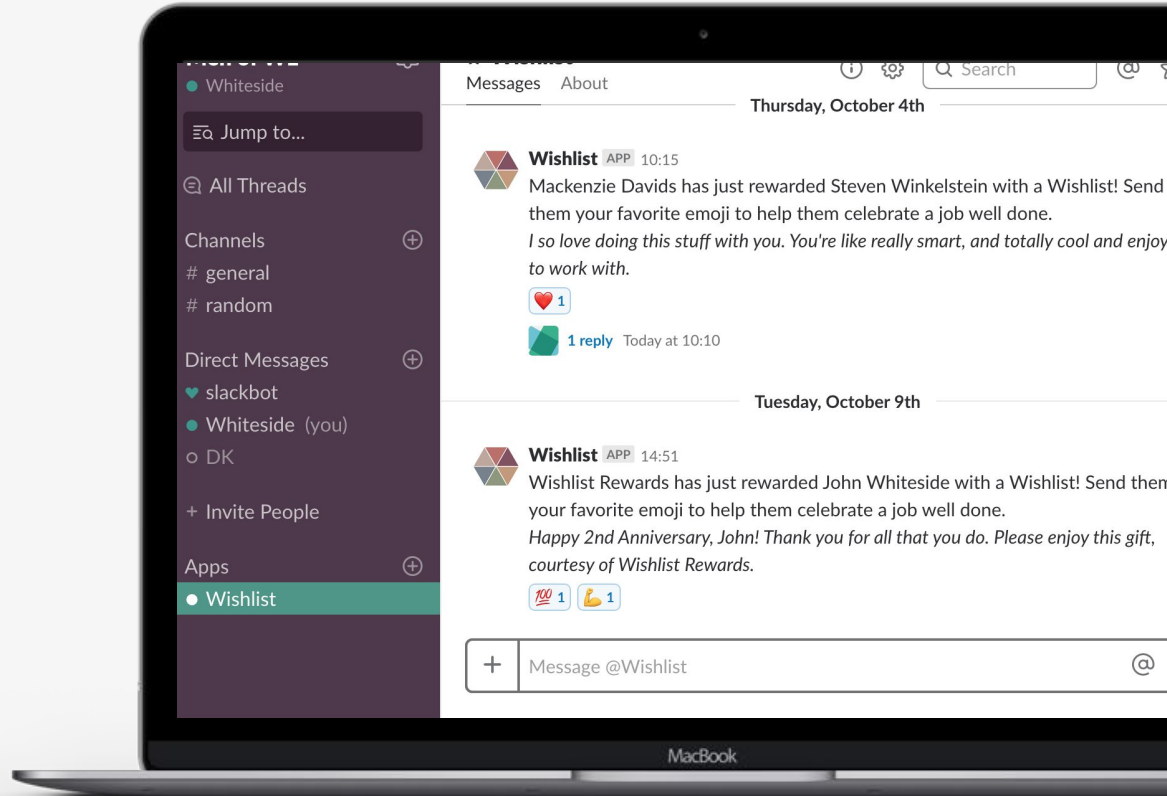 Whiteside
Jump to...
All Threads
Channels
# general
# random
Direct Messages
slackbot
Whiteside (you)
DK
+ Invite People
Apps
Wishlist
Messages About
Search @
Thursday, October 4th
Wishlist APP 10:15
Mackenzie Davids has just rewarded Steven Winkelstein with a Wishlist! Send
them your favorite emoji to help them celebrate a job well done.
I so love doing this stuff with you. You're like really smart, and totally cool and enjoy
to work with.
1
1 reply Today at 10:10
Tuesday, October 9th
Wishlist APP 14:51
Wishlist Rewards has just rewarded John Whiteside with a Wishlist! Send them
your favorite emoji to help them celebrate a job well done.
Happy 2nd Anniversary, John! Thank you for all that you do. Please enjoy this gift,
courtesy of Wishlist Rewards.
100 1 1
+ Message @Wishlist @
MacBook